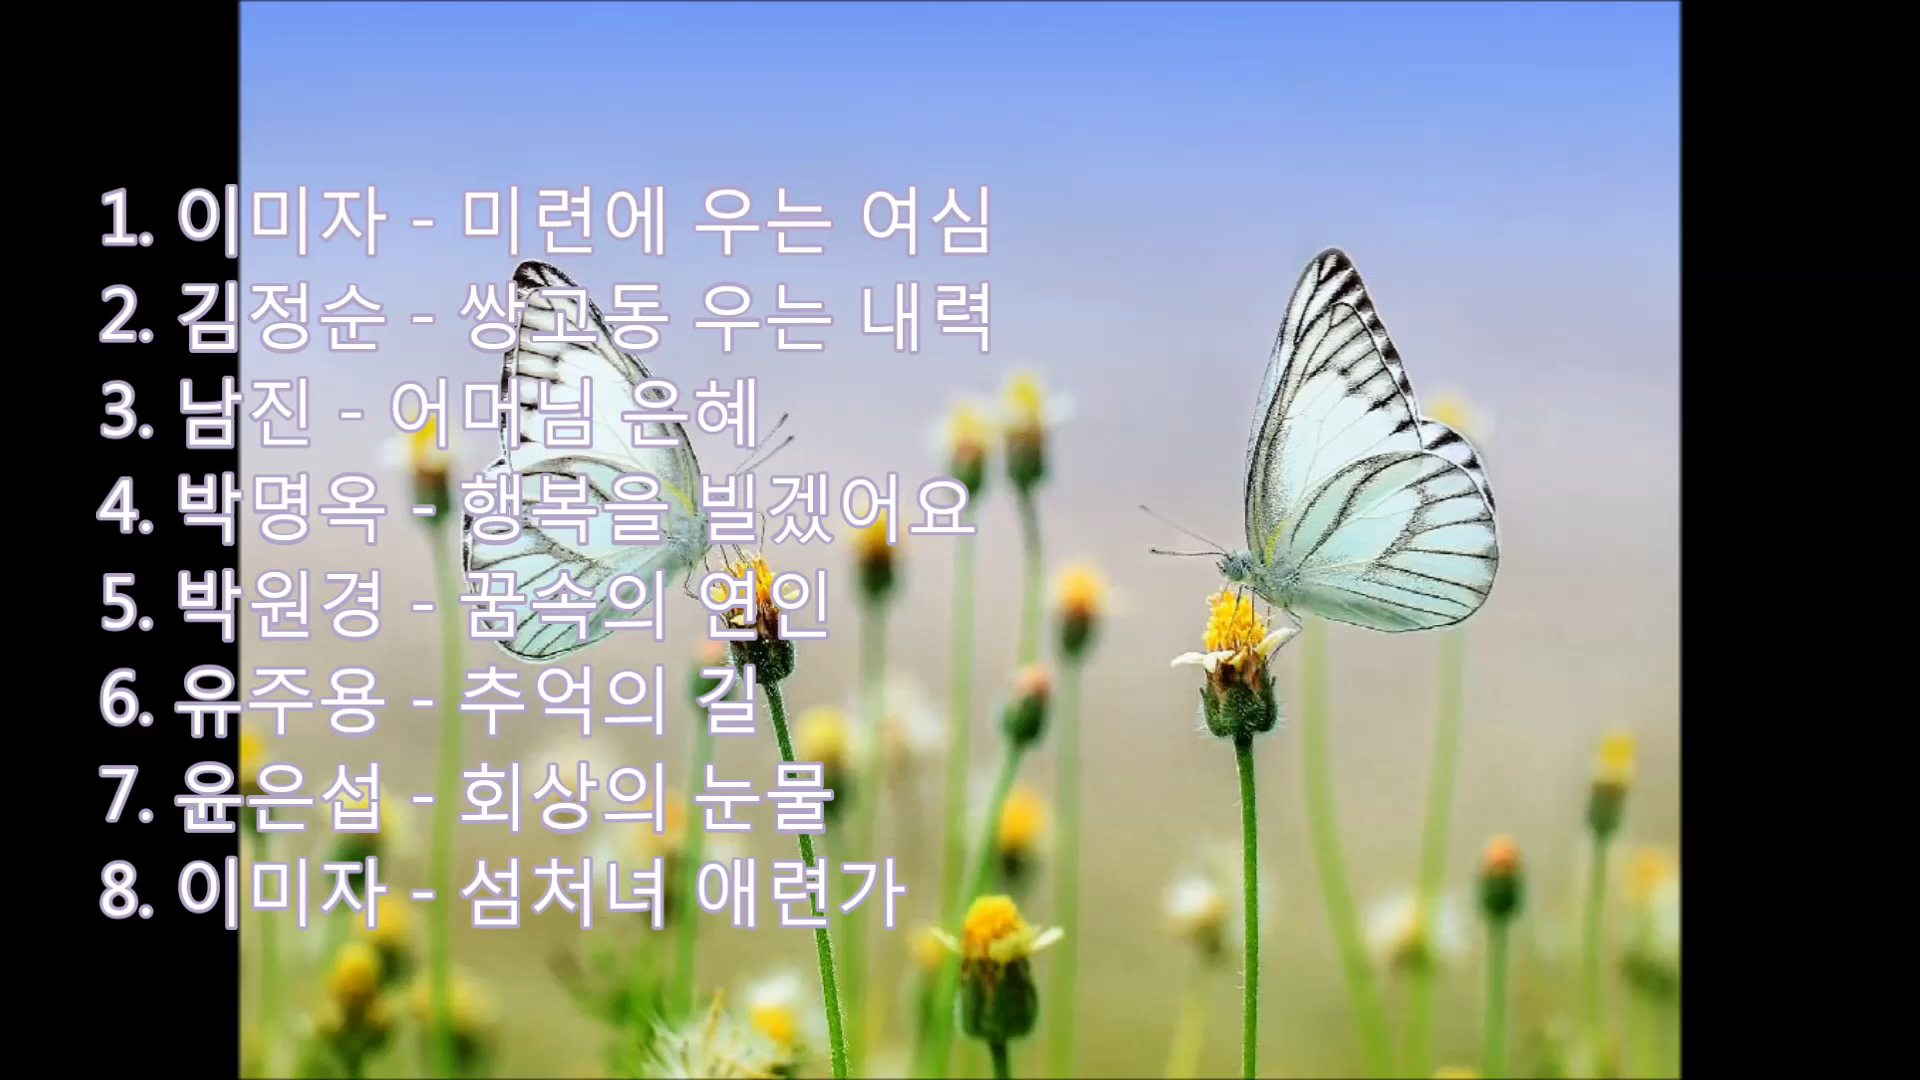 1. 이미자 - 미련에 우는 여심
2. 김정순 - 쌍고동 우는 내력
3. 남진 - 어머님 은혜
4. 박명옥 - 행복을 빌겠어요
5. 박원경 - 꿈속의 연인
6. 유주용 - 추억의 길
7. 윤은섭 - 회상의 눈물
8. 이미자 - 섬처녀 애련가